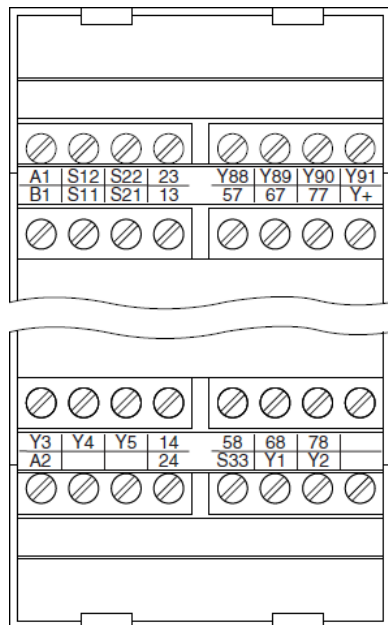 A1 S12 S22 23 Y88 Y89 Y90 Y91
B1 S11 S21 13 57 67 77 Y+
Y3 Y4 Y5 14 58 68 78
A2 24 S33 Y1 Y2